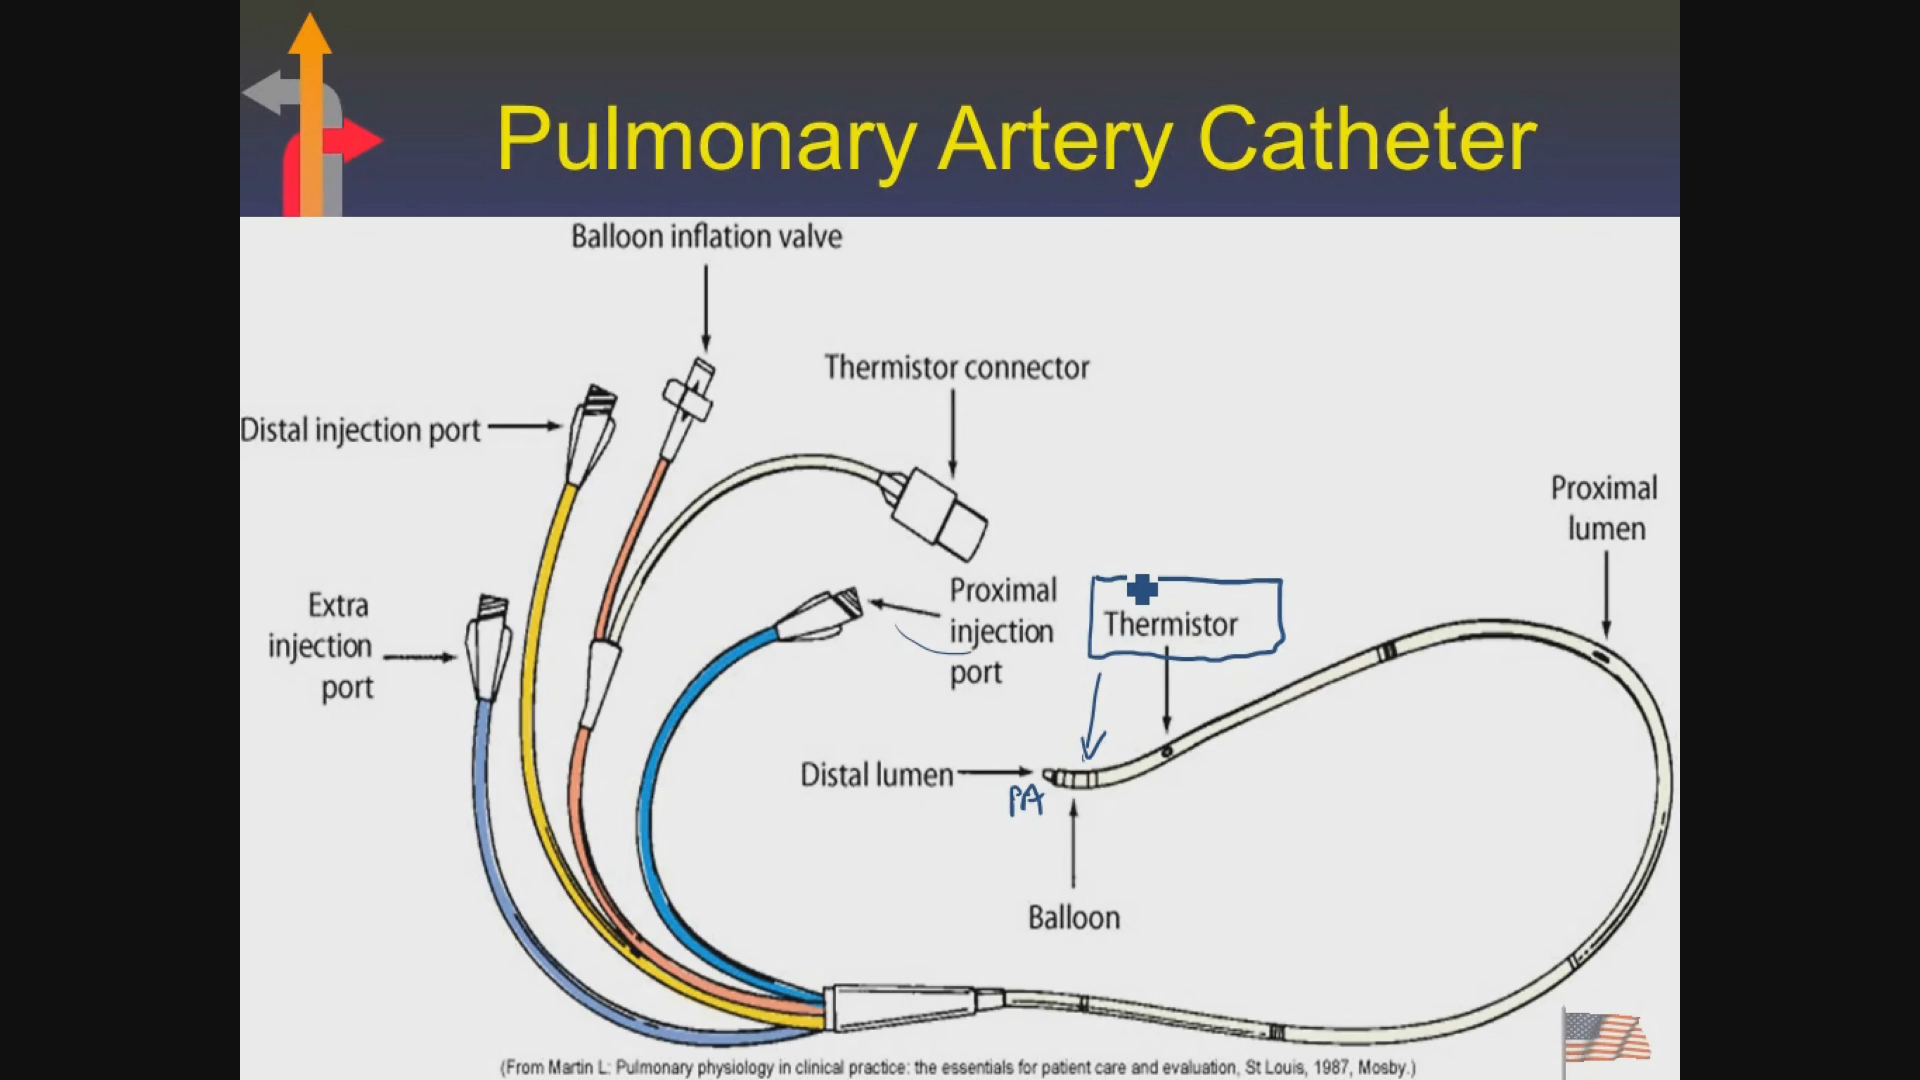 Pulmonary Artery Catheter
Balloon inflation valve
Thermistor connector
Distal injection port
Proximal
lumen
Extra
injection
port
Proximal
injection
port
Thermistor
Distal lumen
PA
Balloon
(From Martin L: Pulmonary physiology in clinical practice: the essentials for patient care and evaluation, St Louis, 1987, Mosby.)